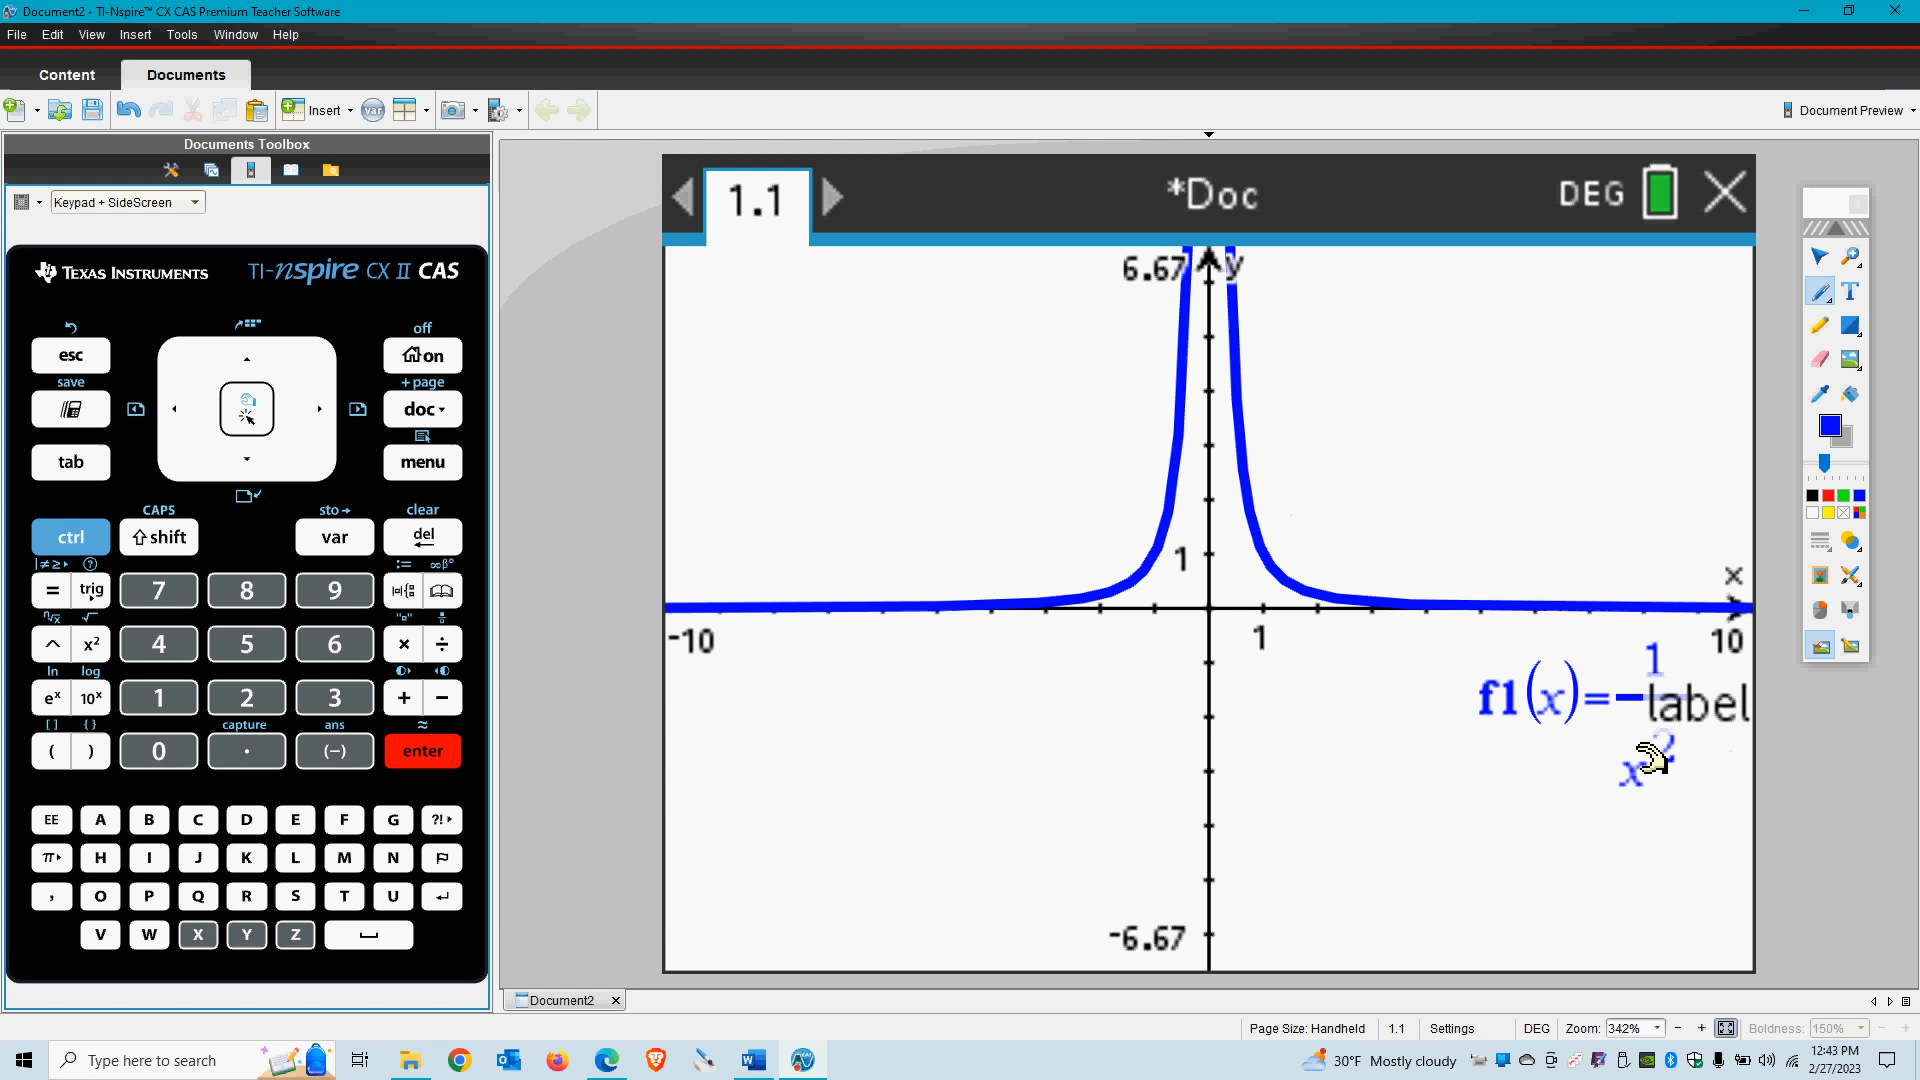 Document2 - TI-Nspire™ CX CAS Premium Teacher Software
File Edit View Insert Tools Window Help
Content Documents
Insert var Document Preview
Documents Toolbox
Keypad + SideScreen
TEXAS INSTRUMENTS TI-nspire CX II CAS
off
esc on
save + page
doc
tab menu
CAPS sto→ clear
ctrl shift var del
|≠≥▸ ? := ∞β°
= trig 7 8 9
ⁿ√x √ "▫"
^ x² 4 5 6 × ÷
ln log
eˣ 10ˣ 1 2 3 + −
[ ] { } capture ans ≈
( ) 0 . (−) enter
EE A B C D E F G ?!▸
π▸ H I J K L M N
, O P Q R S T U ↵
V W X Y Z
1.1 *Doc DEG
6.67 y
1
x
-10 1 10
f1(x)=1/x²
label
-6.67
Document2
Page Size: Handheld 1.1 Settings DEG Zoom: 342% − + Boldness: 150% − +
Type here to search
30°F Mostly cloudy
12:43 PM
2/27/2023